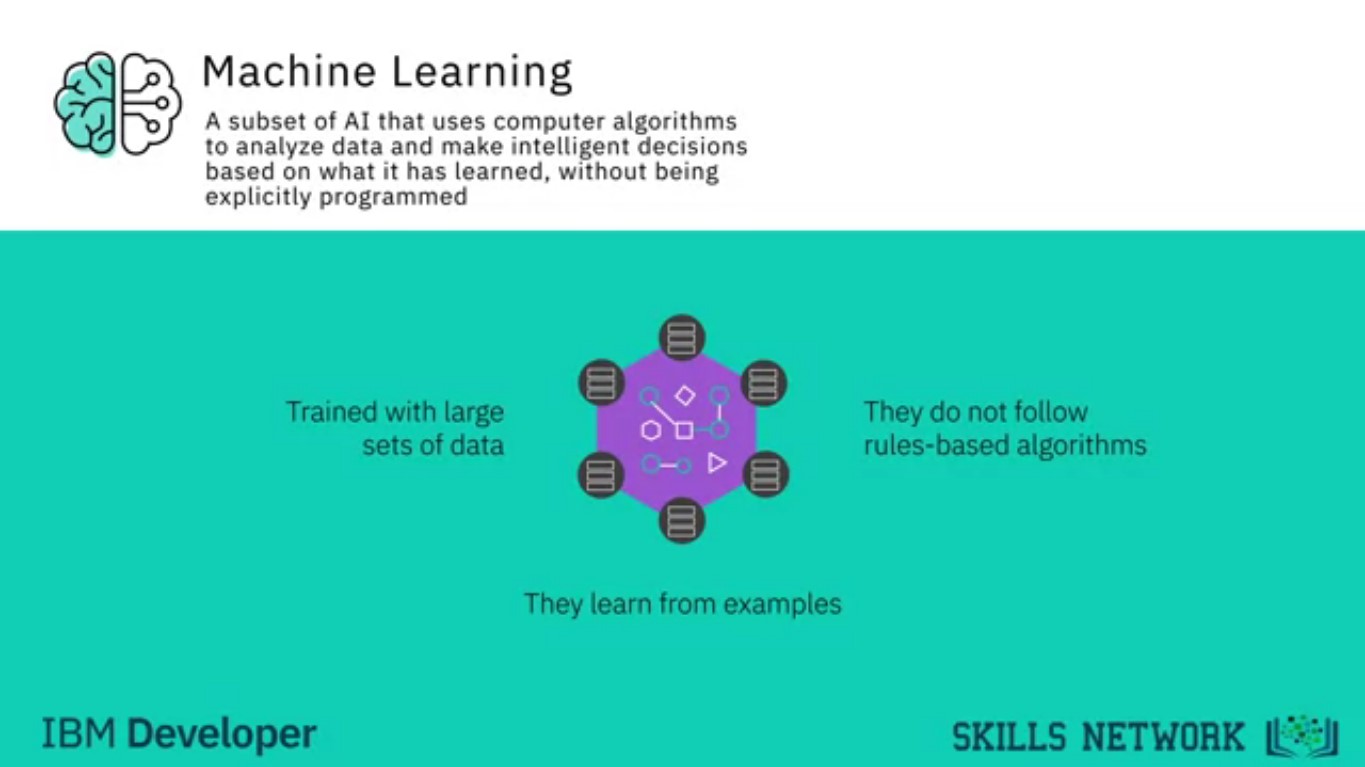 Machine Learning
A subset of AI that uses computer algorithms
to analyze data and make intelligent decisions
based on what it has learned, without being
explicitly programmed
Trained with large
sets of data
They do not follow
rules-based algorithms
They learn from examples
IBM Developer
SKILLS NETWORK